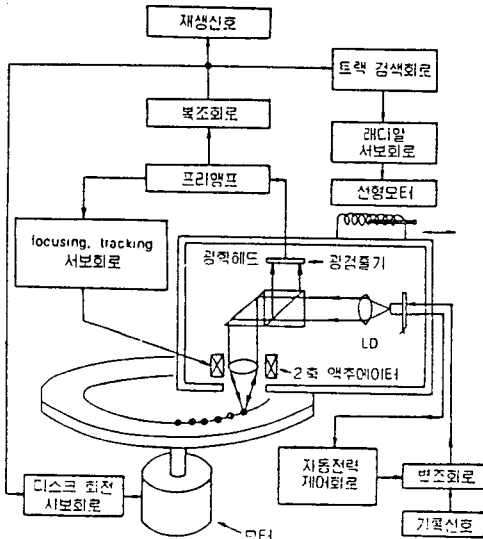 재생신호
트랙 검색회로
복조회로
래디알
서보회로
프리앰프
선형모터
focusing, tracking
서보회로
광학헤드
광검출기
LD
2축 액추에이터
자동전력
제어회로
변조회로
디스크 회전
서보회로
기록신호
모터